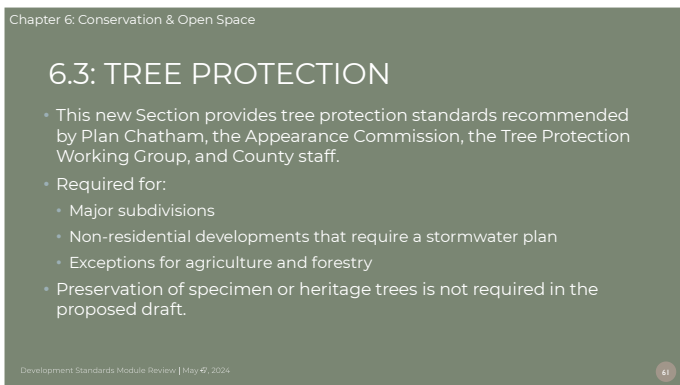 Chapter 6: Conservation & Open Space
6.3: TREE PROTECTION
• This new Section provides tree protection standards recommended
by Plan Chatham, the Appearance Commission, the Tree Protection
Working Group, and County staff.
• Required for:
• Major subdivisions
• Non-residential developments that require a stormwater plan
• Exceptions for agriculture and forestry
• Preservation of specimen or heritage trees is not required in the
proposed draft.
Development Standards Module Review | May 2024
61